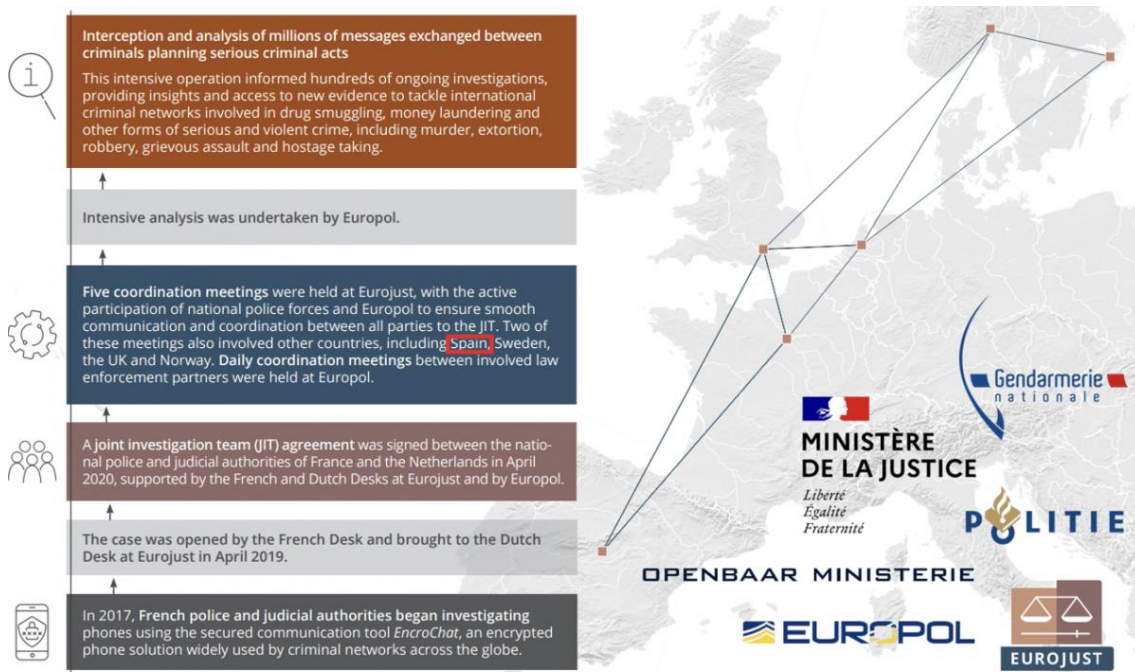 Interception and analysis of millions of messages exchanged between
criminals planning serious criminal acts
This intensive operation informed hundreds of ongoing investigations,
providing insights and access to new evidence to tackle international
criminal networks involved in drug smuggling, money laundering and
other forms of serious and violent crime, including murder, extortion,
robbery, grievous assault and hostage taking.
Intensive analysis was undertaken by Europol.
Five coordination meetings were held at Eurojust, with the active
participation of national police forces and Europol to ensure smooth
communication and coordination between all parties to the JIT. Two of
these meetings also involved other countries, including Spain, Sweden,
the UK and Norway. Daily coordination meetings between involved law
enforcement partners were held at Europol.
A joint investigation team (JIT) agreement was signed between the natio-
nal police and judicial authorities of France and the Netherlands in April
2020, supported by the French and Dutch Desks at Eurojust and by Europol.
The case was opened by the French Desk and brought to the Dutch
Desk at Eurojust in April 2019.
In 2017, French police and judicial authorities began investigating
phones using the secured communication tool EncroChat, an encrypted
phone solution widely used by criminal networks across the globe.
Gendarmerie
nationale
MINISTÈRE
DE LA JUSTICE
Liberté
Égalité
Fraternité
POLITIE
OPENBAAR MINISTERIE
EUROPOL
EUROJUST